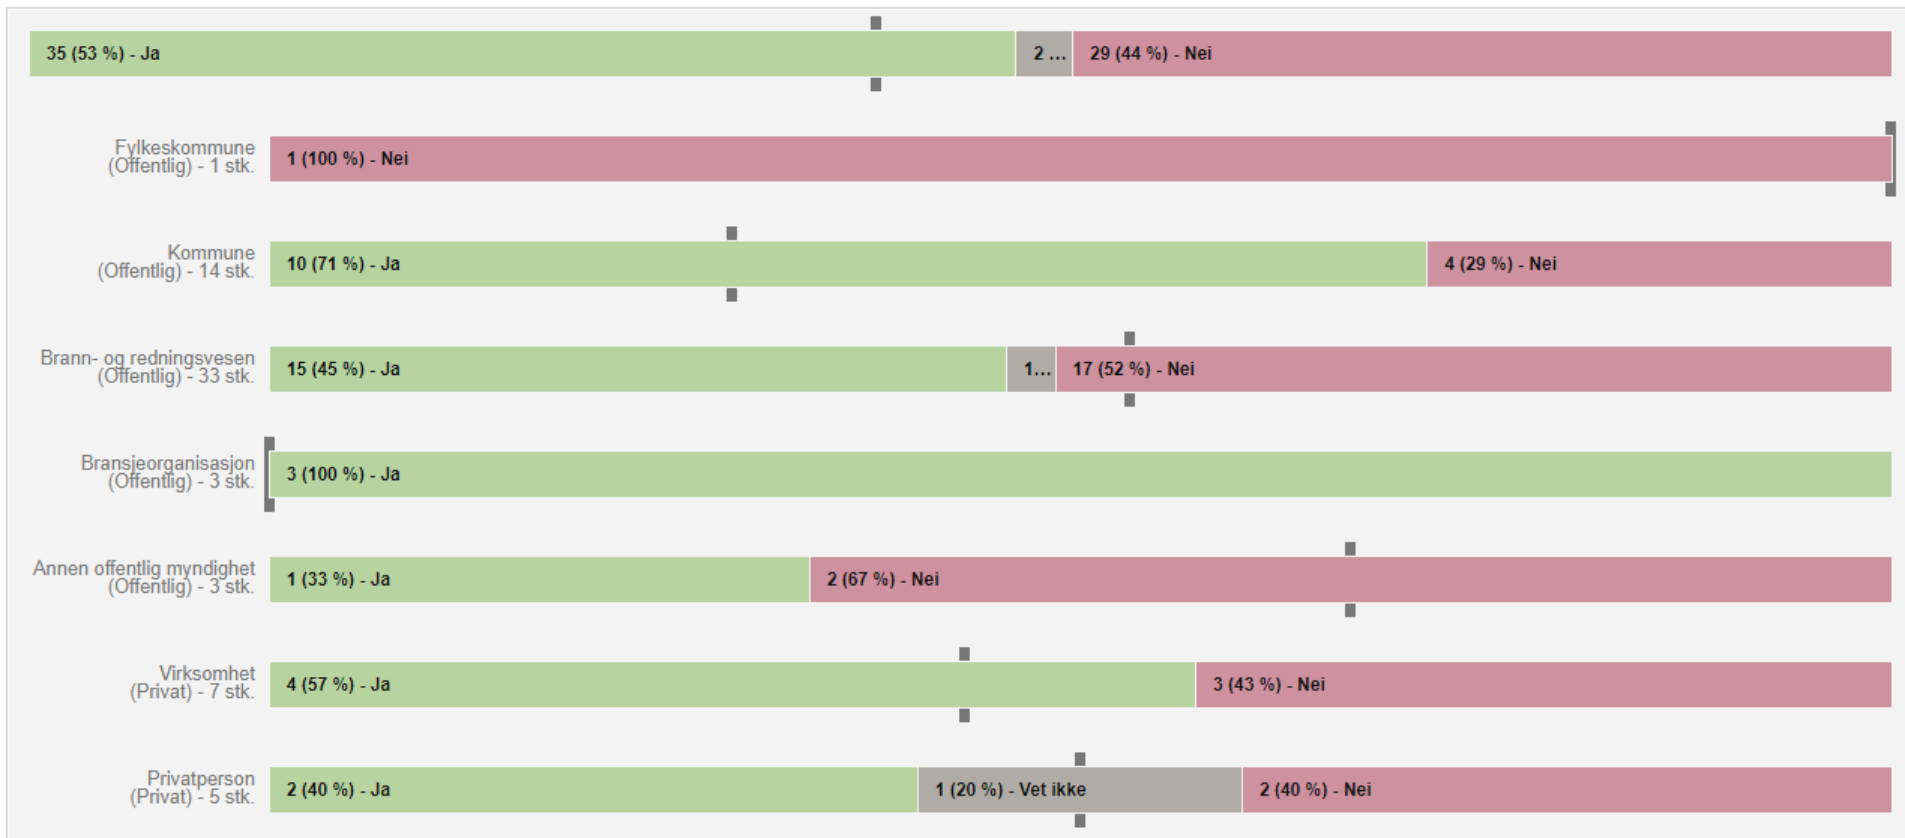 35 (53 %) - Ja
2 ...
29 (44 %) - Nei
Fylkeskommune
(Offentlig) - 1 stk.
1 (100 %) - Nei
Kommune
(Offentlig) - 14 stk.
10 (71 %) - Ja
4 (29 %) - Nei
Brann- og redningsvesen
(Offentlig) - 33 stk.
15 (45 %) - Ja
1...
17 (52 %) - Nei
Bransjeorganisasjon
(Offentlig) - 3 stk.
3 (100 %) - Ja
Annen offentlig myndighet
(Offentlig) - 3 stk.
1 (33 %) - Ja
2 (67 %) - Nei
Virksomhet
(Privat) - 7 stk.
4 (57 %) - Ja
3 (43 %) - Nei
Privatperson
(Privat) - 5 stk.
2 (40 %) - Ja
1 (20 %) - Vet ikke
2 (40 %) - Nei